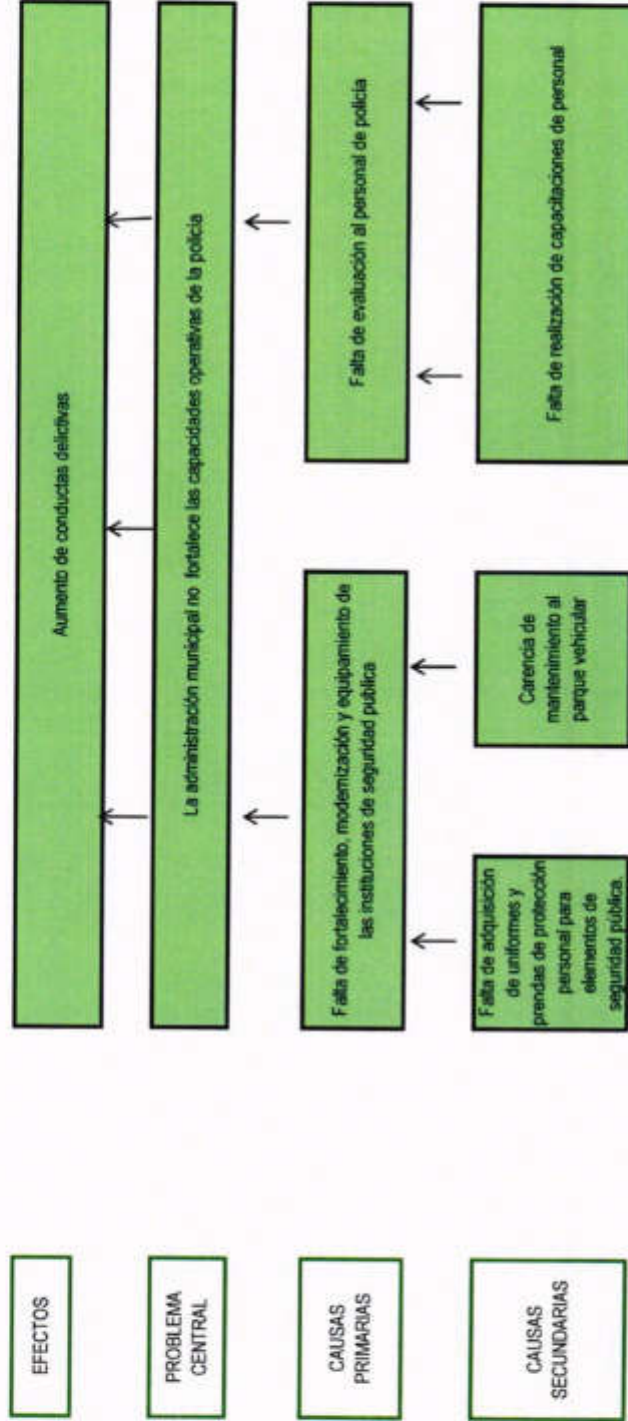 EFECTOS
Aumento de conductas delictivas
PROBLEMA
CENTRAL
La administración municipal no fortalece las capacidades operativas de la policía
CAUSAS
PRIMARIAS
Falta de fortalecimiento, modernización y equipamiento de
las instituciones de seguridad pública
Falta de evaluación al personal de policía
CAUSAS
SECUNDARIAS
Falta de adquisición
de uniformes y
prendas de protección
personal para
elementos de
seguridad pública.
Carencia de
mantenimiento al
parque vehicular
Falta de realización de capacitaciones de personal